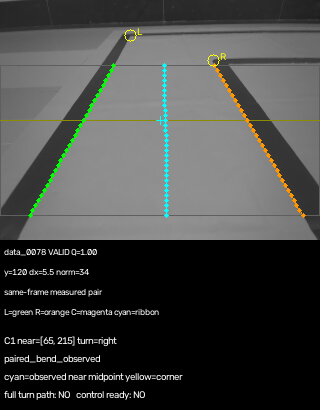 L
R
data_0078 VALID Q=1.00
y=120 dx=5.5 norm=34
same-frame measured pair
L=green R=orange C=magenta cyan=ribbon
C1 near=[65, 215] turn=right
paired_bend_observed
cyan=observed near midpoint yellow=corner
full turn path: NO control ready: NO